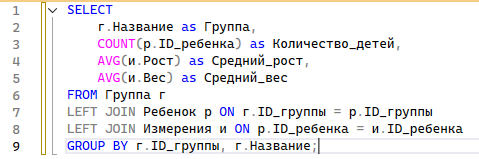 1 SELECT
2 г.Название as Группа,
3 COUNT(р.ID_ребенка) as Количество_детей,
4 AVG(и.Рост) as Средний_рост,
5 AVG(и.Вес) as Средний_вес
6 FROM Группа г
7 LEFT JOIN Ребенок р ON г.ID_группы = р.ID_группы
8 LEFT JOIN Измерения и ON р.ID_ребенка = и.ID_ребенка
9 GROUP BY г.ID_группы, г.Название;